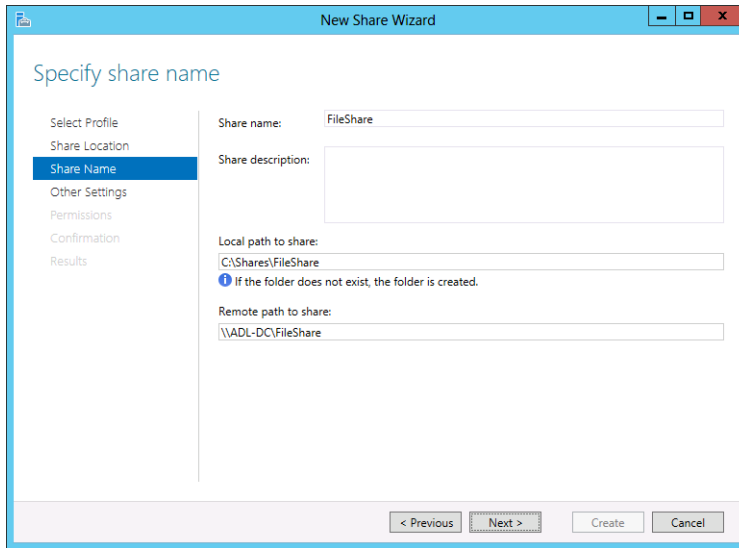 New Share Wizard
Specify share name
Select Profile
Share Location
Share Name
Other Settings
Permissions
Confirmation
Results
Share name:
FileShare
Share description:
Local path to share:
C:\Shares\FileShare
If the folder does not exist, the folder is created.
Remote path to share:
\\ADL-DC\FileShare
< Previous
Next >
Create
Cancel